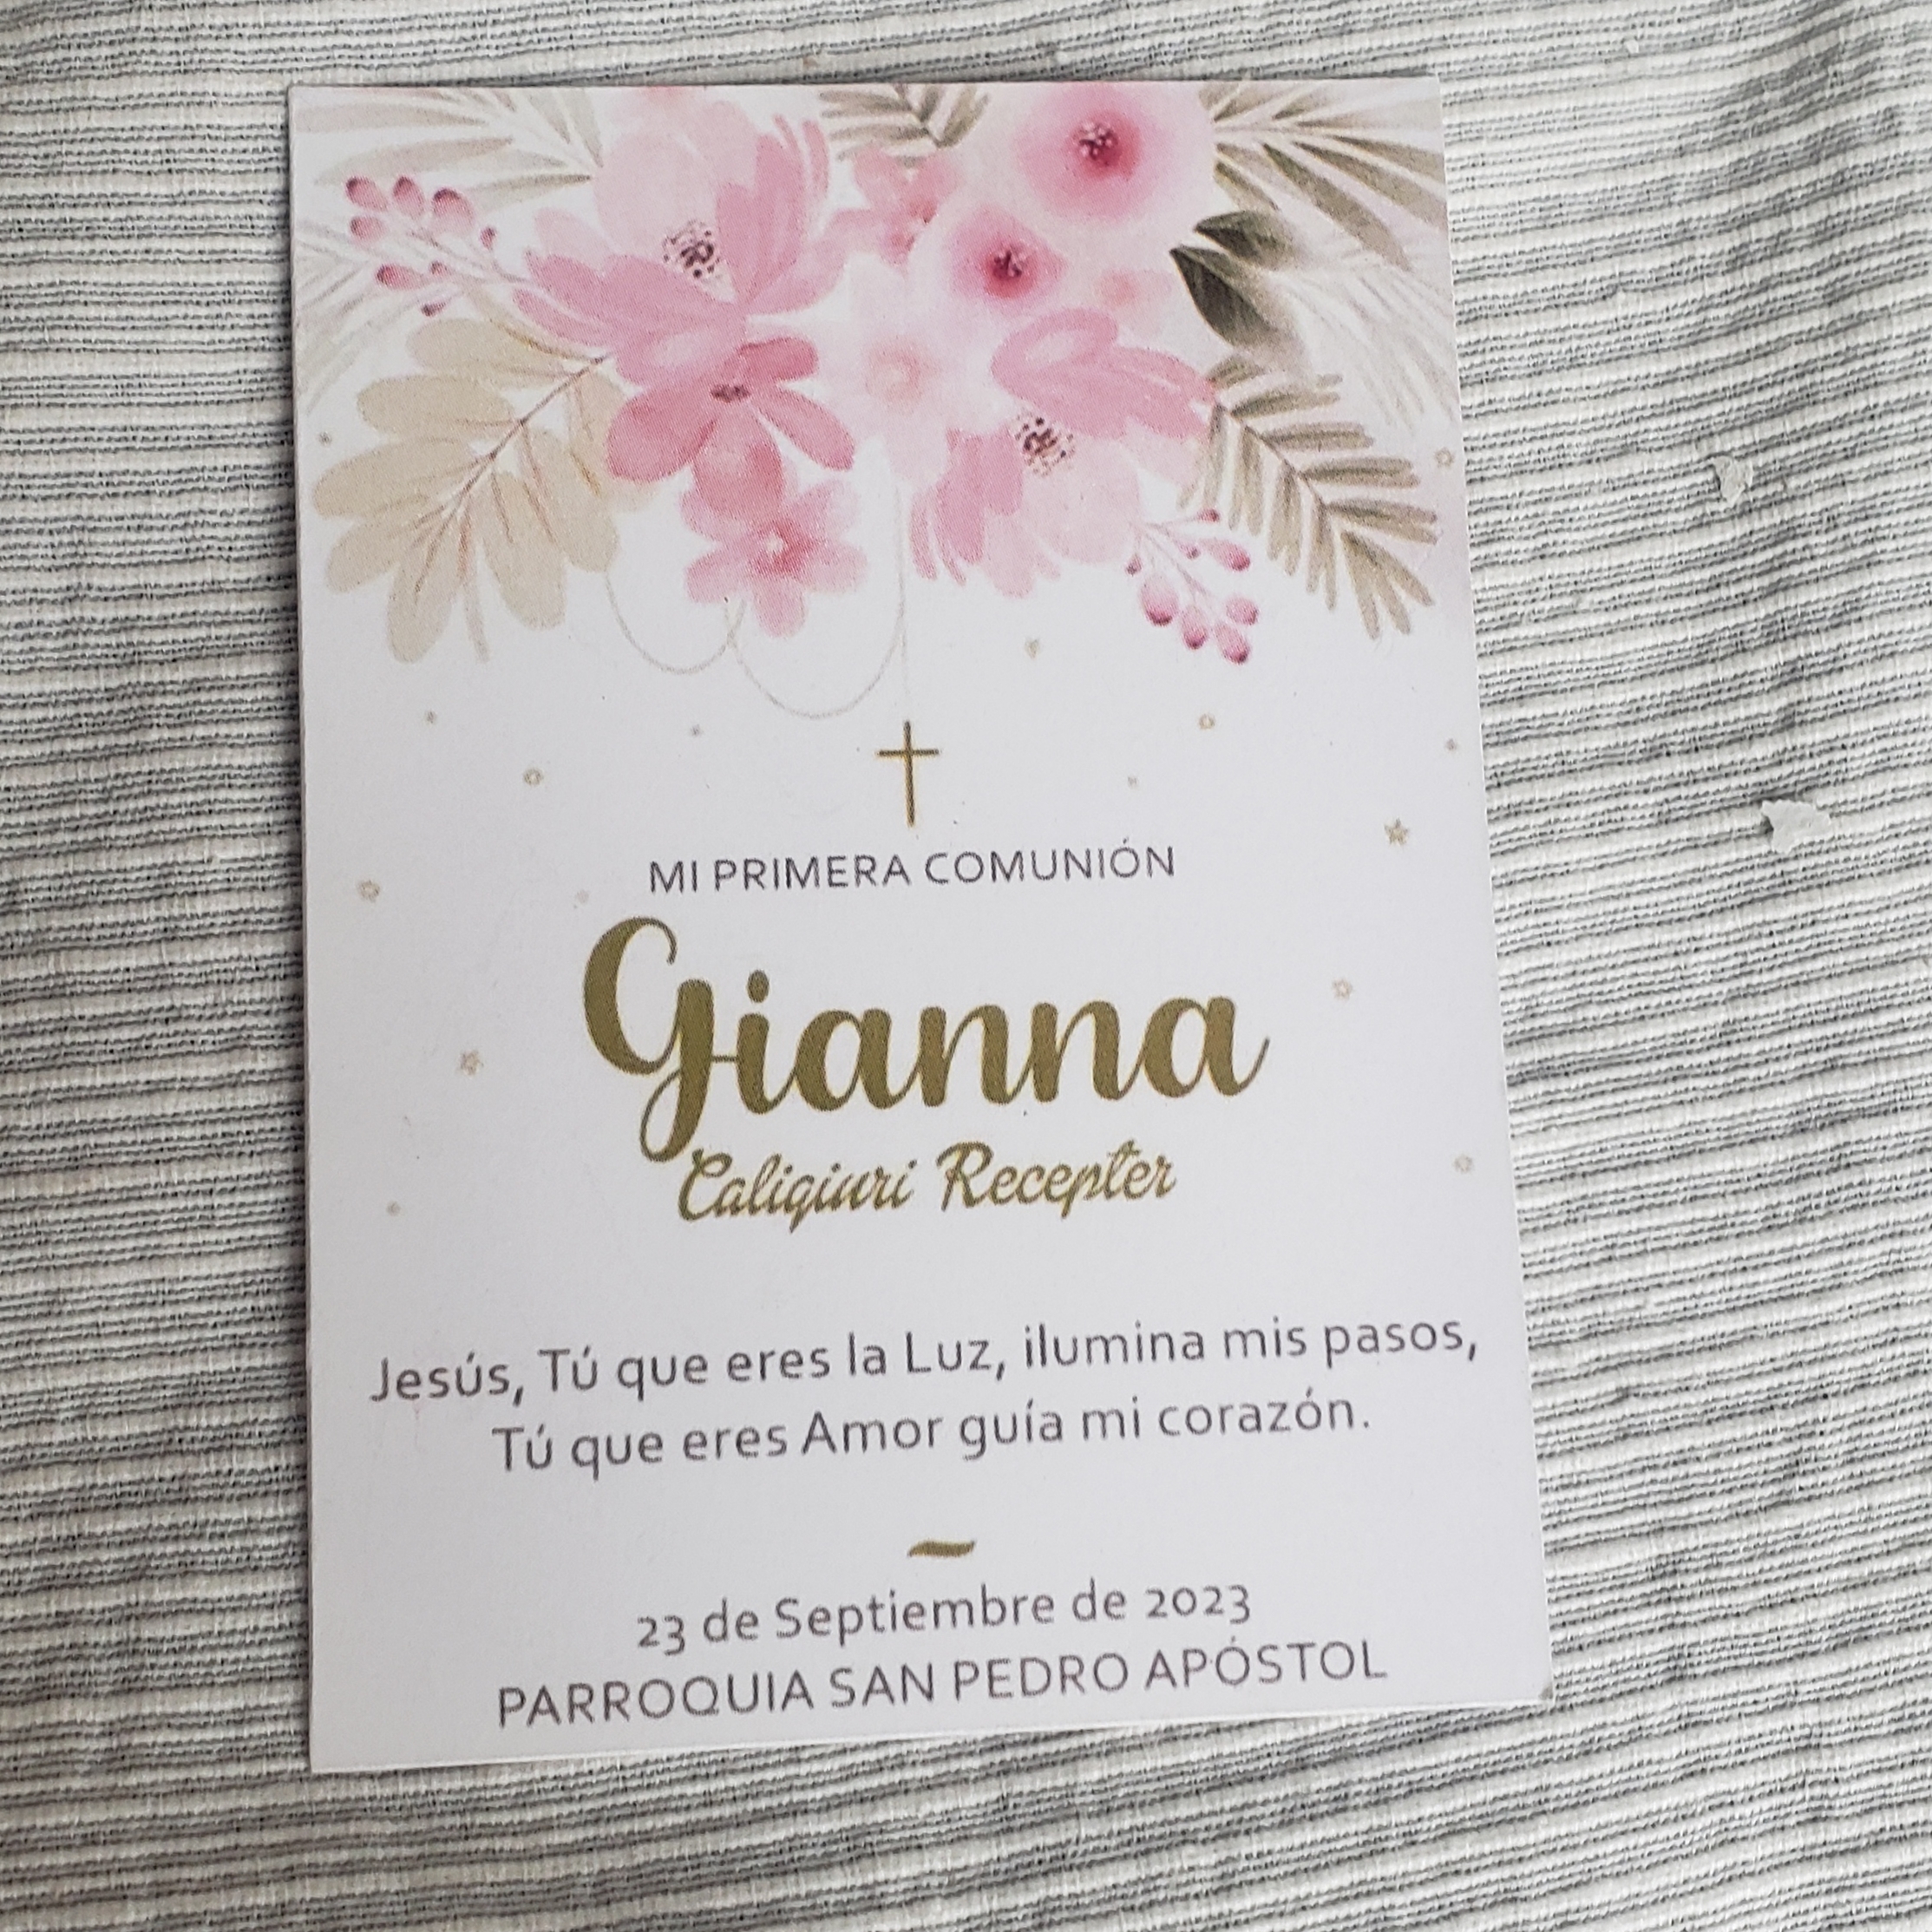 MI PRIMERA COMUNIÓN
Gianna
Caligiuri Recepter
Jesús, Tú que eres la Luz, ilumina mis pasos,
Tú que eres Amor guía mi corazón.
~
23 de Septiembre de 2023
PARROQUIA SAN PEDRO APÓSTOL